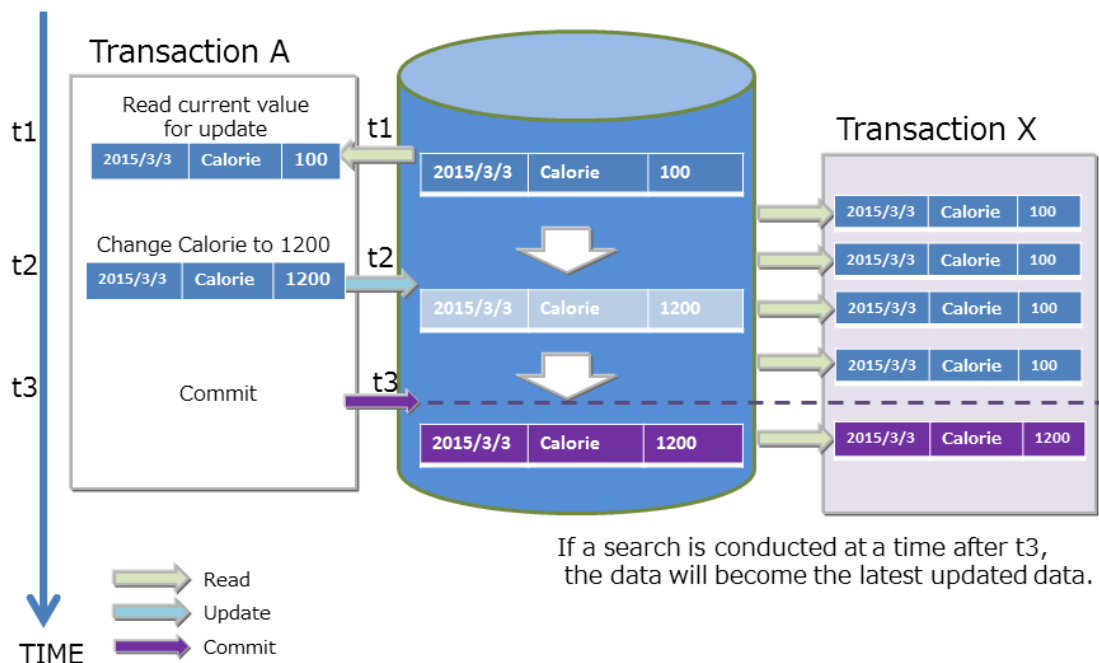 Transaction A
Read current value
for update
t1
t1
2015/3/3 Calorie 100
2015/3/3 Calorie 100
Transaction X
2015/3/3 Calorie 100
Change Calorie to 1200
t2
t2
2015/3/3 Calorie 1200
2015/3/3 Calorie 1200
2015/3/3 Calorie 100
2015/3/3 Calorie 100
2015/3/3 Calorie 100
t3
Commit
t3
2015/3/3 Calorie 1200
2015/3/3 Calorie 1200
If a search is conducted at a time after t3,
the data will become the latest updated data.
Read
Update
Commit
TIME